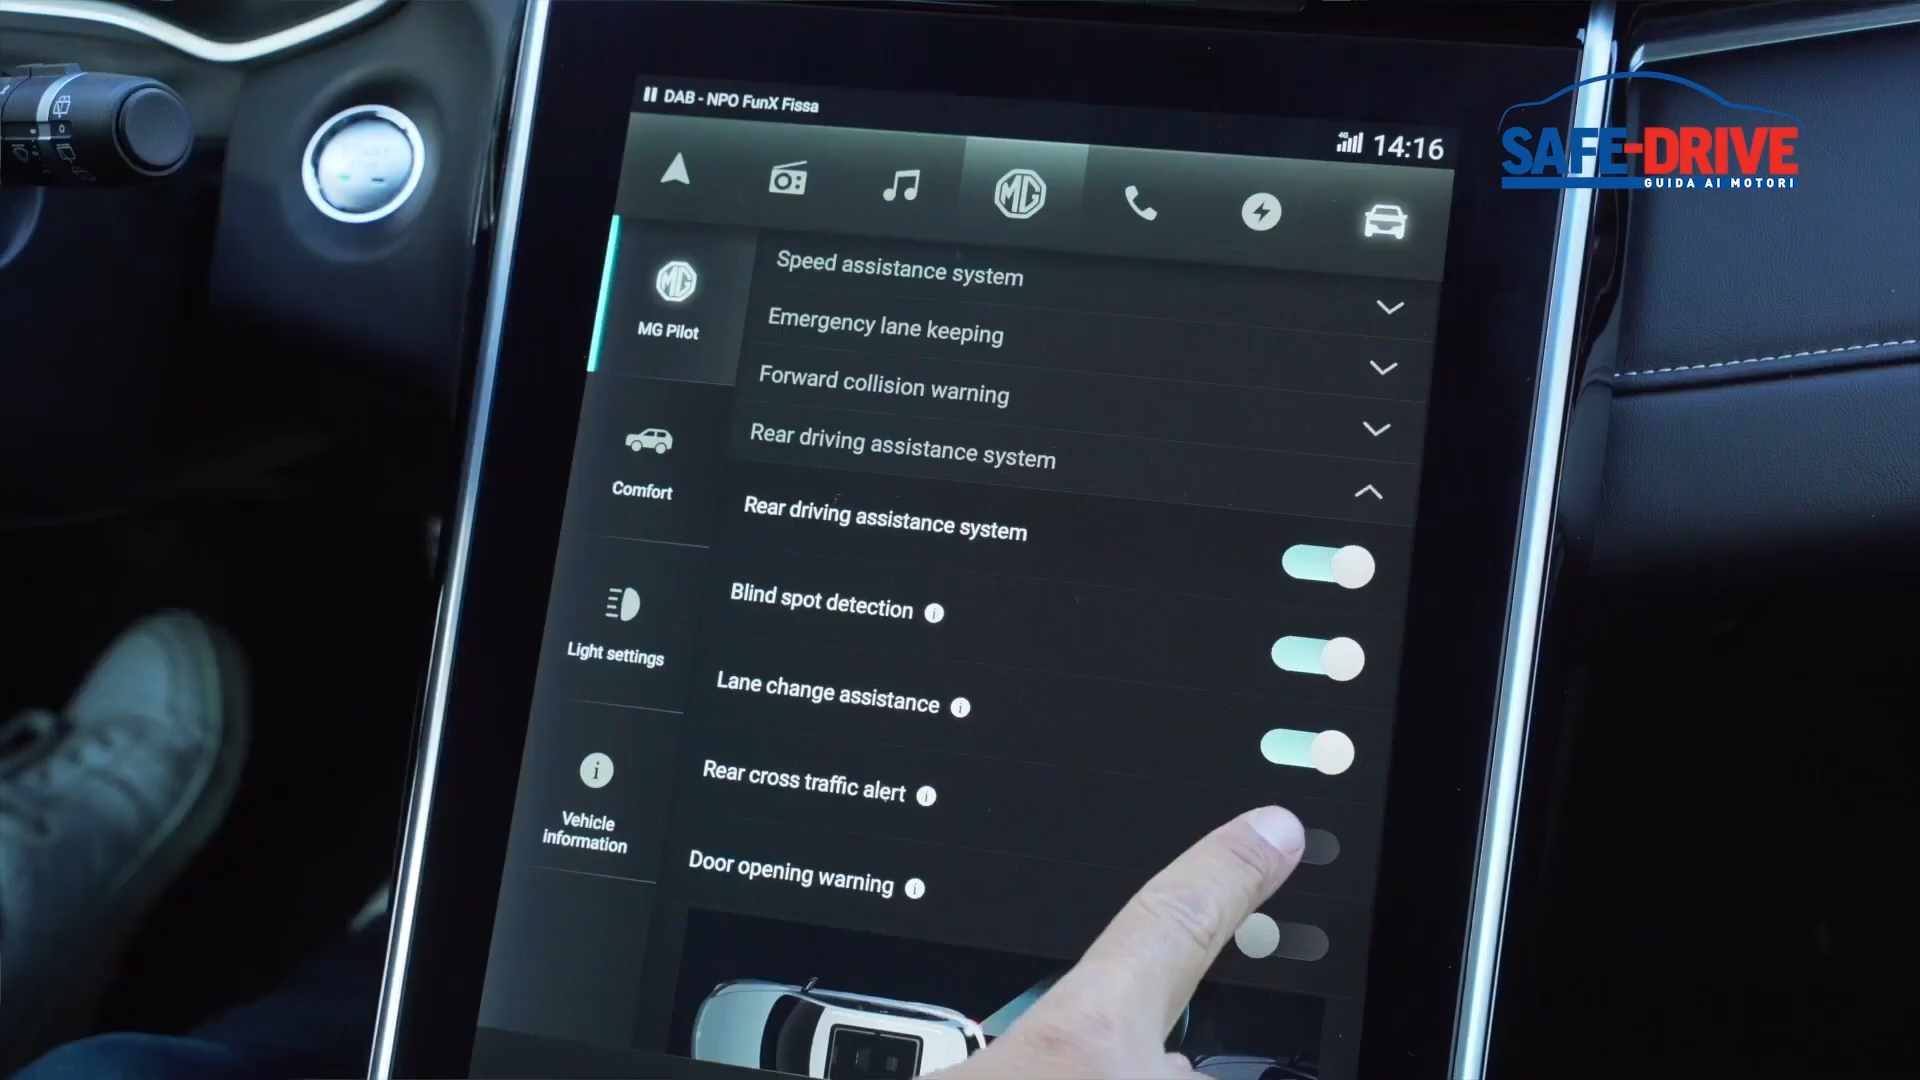 DAB - NPO FunX Fissa
14:16
SAFE-DRIVE
GUIDA AI MOTORI
MG
MG
MG Pilot
Comfort
Light settings
Vehicle
information
Speed assistance system
Emergency lane keeping
Forward collision warning
Rear driving assistance system
Rear driving assistance system
Blind spot detection i
Lane change assistance i
Rear cross traffic alert i
Door opening warning i